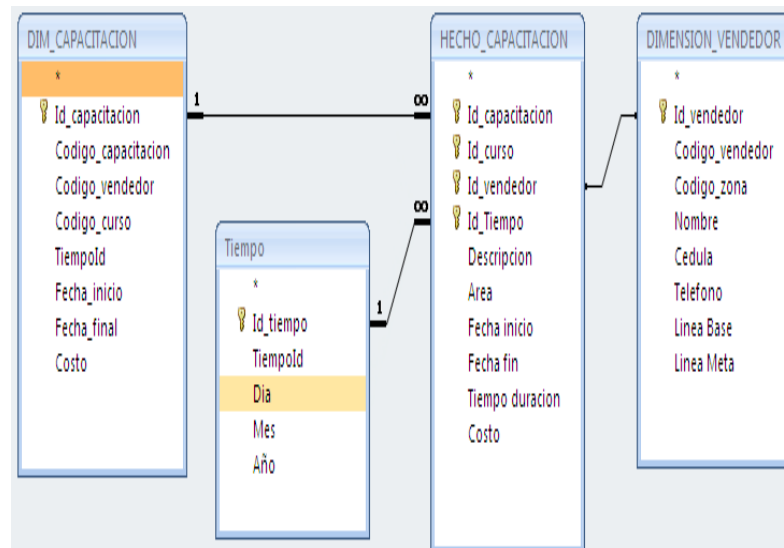 DIM_CAPACITACION
*
Id_capacitacion
Codigo_capacitacion
Codigo_vendedor
Codigo_curso
TiempoId
Fecha_inicio
Fecha_final
Costo
1
00
Tiempo
*
Id_tiempo
TiempoId
Dia
Mes
Año
1
00
HECHO_CAPACITACION
*
Id_capacitacion
Id_curso
Id_vendedor
Id_Tiempo
Descripcion
Area
Fecha inicio
Fecha fin
Tiempo duracion
Costo
DIMENSION_VENDEDOR
*
Id_vendedor
Codigo_vendedor
Codigo_zona
Nombre
Cedula
Telefono
Linea Base
Linea Meta